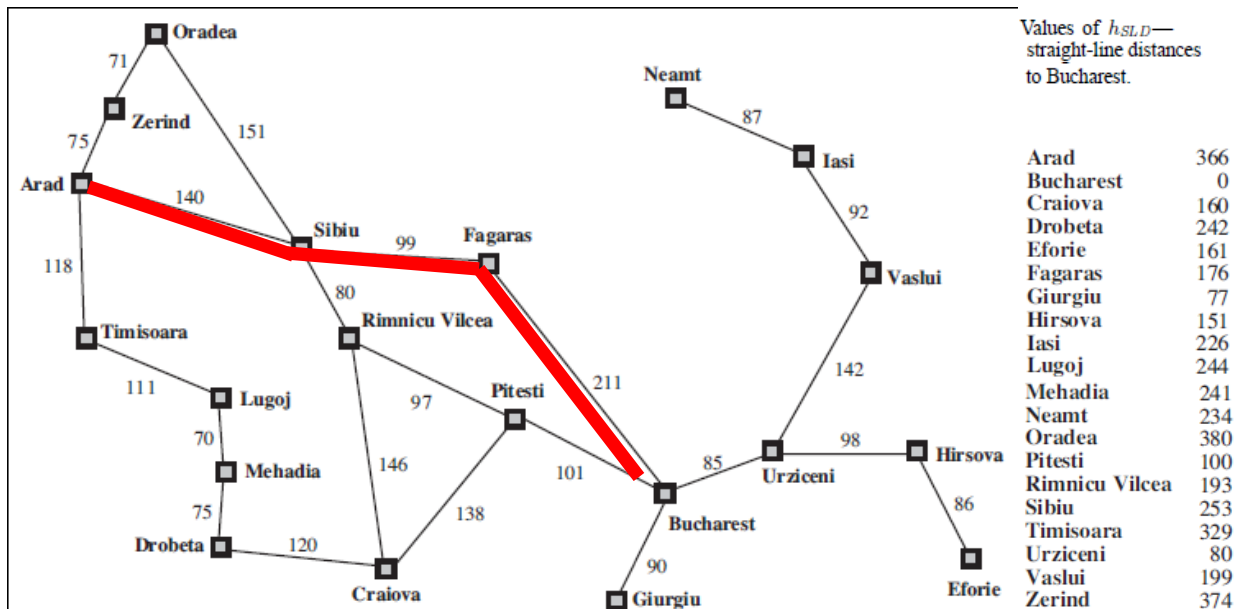 Oradea
71
Neamt
87
Zerind
151
75
Iasi
Arad
140
92
Sibiu
99
Fagaras
118
80
Vaslui
Timisoara
Rimnicu Vilcea
111
Lugoj
97
Pitesti
211
142
70
146
98
Hirsova
Mehadia
101
85
Urziceni
75
138
Bucharest
86
Drobeta
120
90
Craiova
Giurgiu
Eforie
Values of hSLD—
straight-line distances
to Bucharest.
Arad 366
Bucharest 0
Craiova 160
Drobeta 242
Eforie 161
Fagaras 176
Giurgiu 77
Hirsova 151
Iasi 226
Lugoj 244
Mehadia 241
Neamt 234
Oradea 380
Pitesti 100
Rimnicu Vilcea 193
Sibiu 253
Timisoara 329
Urziceni 80
Vaslui 199
Zerind 374